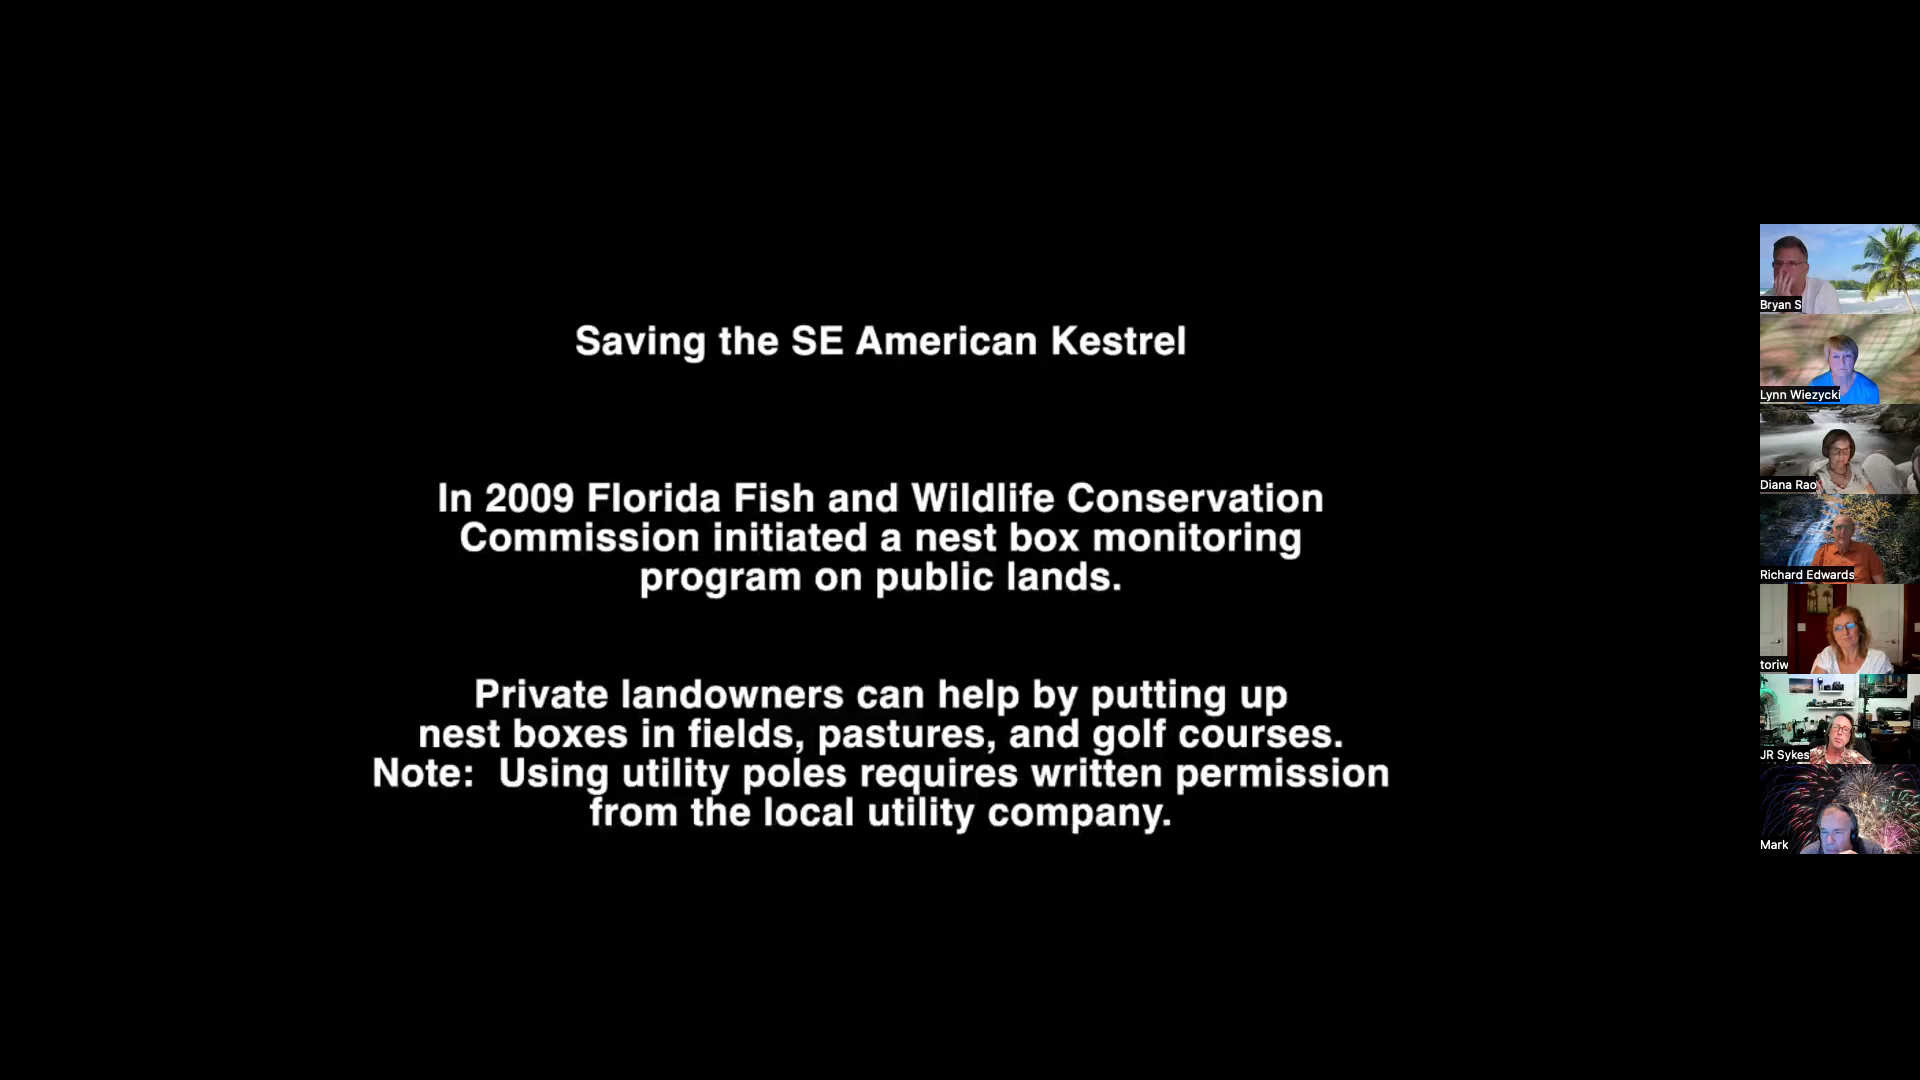 Saving the SE American Kestrel
In 2009 Florida Fish and Wildlife Conservation
Commission initiated a nest box monitoring
program on public lands.
Private landowners can help by putting up
nest boxes in fields, pastures, and golf courses.
Note: Using utility poles requires written permission
from the local utility company.
Bryan S
Lynn Wiezycki
Diana Rao
Richard Edwards
toriw
JR Sykes
Mark